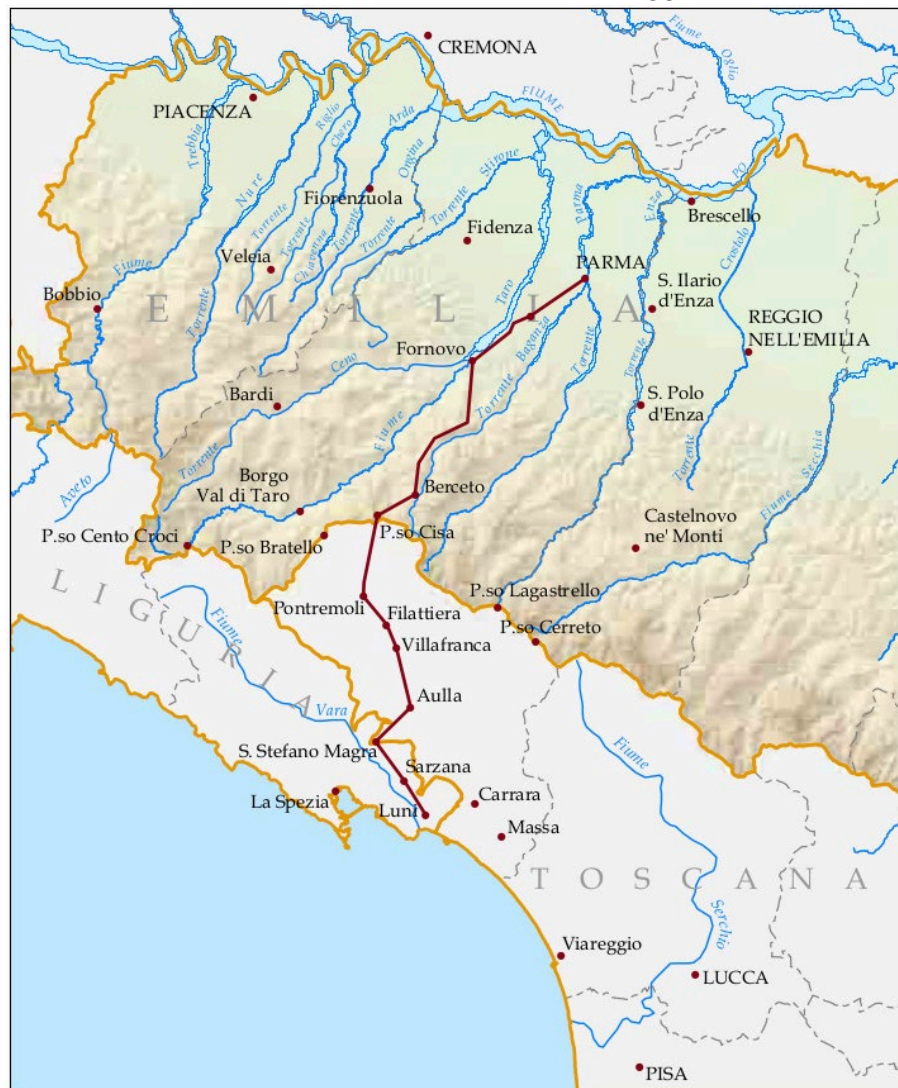 CREMONA
Fiume
Oglio
PIACENZA
FIUME
PO
Trebbia
Fiume
Nure
Torrente
Riglio
Torrente
Chero
Torrente
Chiavenna
Arda
Torrente
Ongina
Torrente
Torrente Stirone
Fiorenzuola
Veleia
Fidenza
Bobbio
EMILIA
Parma
Torrente
Enza
Torrente
Brescello
Crostolo
Torrente
PARMA
S. Ilario
d'Enza
REGGIO
NELL'EMILIA
Taro
Fiume
Fornovo
Baganza
Torrente
Ceno
Torrente
Bardi
S. Polo
d'Enza
Fiume Secchia
Aveto
Borgo
Val di Taro
Berceto
P.so Cento Croci
P.so Bratello
P.so Cisa
Castelnovo
ne' Monti
P.so Lagastrello
P.so Cerreto
LIGURIA
Pontremoli
Filattiera
Villafranca
Fiume
Vara
Aulla
S. Stefano Magra
Sarzana
La Spezia
Luni
Carrara
Massa
Fiume
Serchio
TOSCANA
Viareggio
LUCCA
PISA